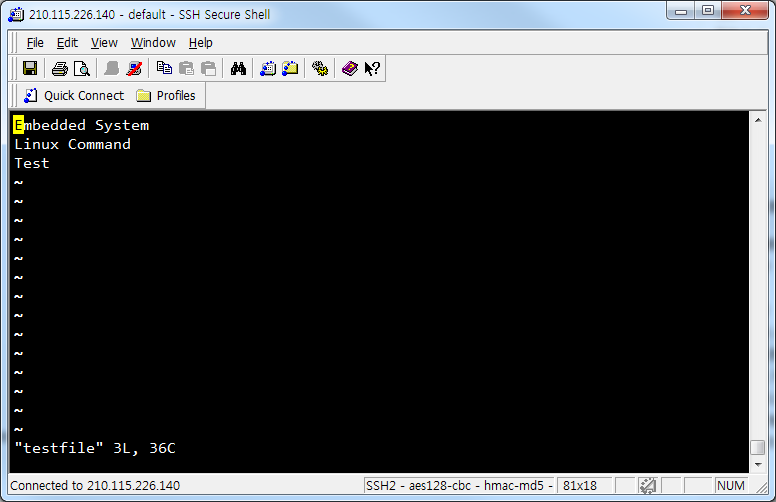 210.115.226.140 - default - SSH Secure Shell
File Edit View Window Help
Quick Connect Profiles
Embedded System
Linux Command
Test
~
~
~
~
~
~
~
~
~
~
~
~
~
~
"testfile" 3L, 36C
Connected to 210.115.226.140 SSH2 - aes128-cbc - hmac-md5 - 81x18 NUM